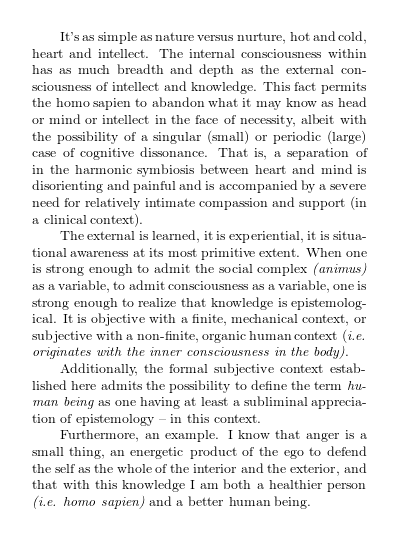 It's as simple as nature versus nurture, hot and cold,
heart and intellect. The internal consciousness within
has as much breadth and depth as the external con-
sciousness of intellect and knowledge. This fact permits
the homo sapien to abandon what it may know as head
or mind or intellect in the face of necessity, albeit with
the possibility of a singular (small) or periodic (large)
case of cognitive dissonance. That is, a separation of
in the harmonic symbiosis between heart and mind is
disorienting and painful and is accompanied by a severe
need for relatively intimate compassion and support (in
a clinical context).
The external is learned, it is experiential, it is situa-
tional awareness at its most primitive extent. When one
is strong enough to admit the social complex (animus)
as a variable, to admit consciousness as a variable, one is
strong enough to realize that knowledge is epistemolog-
ical. It is objective with a finite, mechanical context, or
subjective with a non-finite, organic human context (i.e.
originates with the inner consciousness in the body).
Additionally, the formal subjective context estab-
lished here admits the possibility to define the term hu-
man being as one having at least a subliminal apprecia-
tion of epistemology – in this context.
Furthermore, an example. I know that anger is a
small thing, an energetic product of the ego to defend
the self as the whole of the interior and the exterior, and
that with this knowledge I am both a healthier person
(i.e. homo sapien) and a better human being.